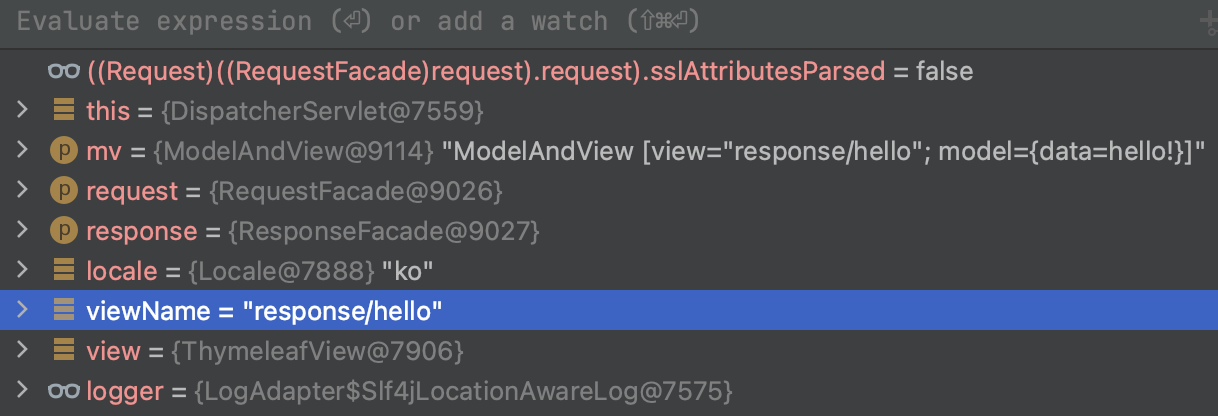 Evaluate expression (⏎) or add a watch (⇧⌘⏎)
((Request)((RequestFacade)request).request).sslAttributesParsed = false
this = {DispatcherServlet@7559}
p mv = {ModelAndView@9114} "ModelAndView [view="response/hello"; model={data=hello!}]"
p request = {RequestFacade@9026}
p response = {ResponseFacade@9027}
locale = {Locale@7888} "ko"
viewName = "response/hello"
view = {ThymeleafView@7906}
logger = {LogAdapter$Slf4jLocationAwareLog@7575}